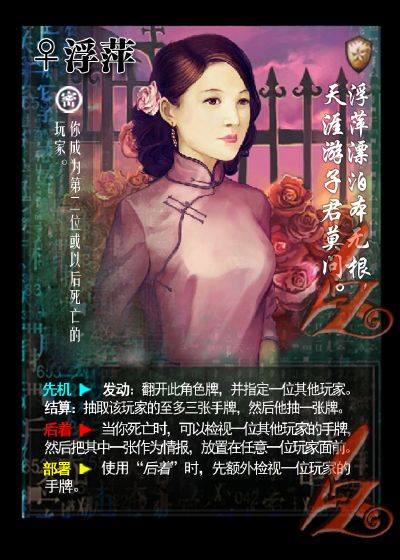 ♀浮萍
密
你成为第二位或以后死亡的
玩家。
浮萍漂泊本无根，
天涯游子君莫问。
先机 ▶ 发动：翻开此角色牌，并指定一位其他玩家。
结算：抽取该玩家的至多三张手牌，然后他抽一张牌。
后着 ▶ 当你死亡时，可以检视一位其他玩家的手牌，
然后把其中一张作为情报，放置在任意一位玩家面前。
部署 ▶ 使用“后着”时，先额外检视一位玩家的
手牌。